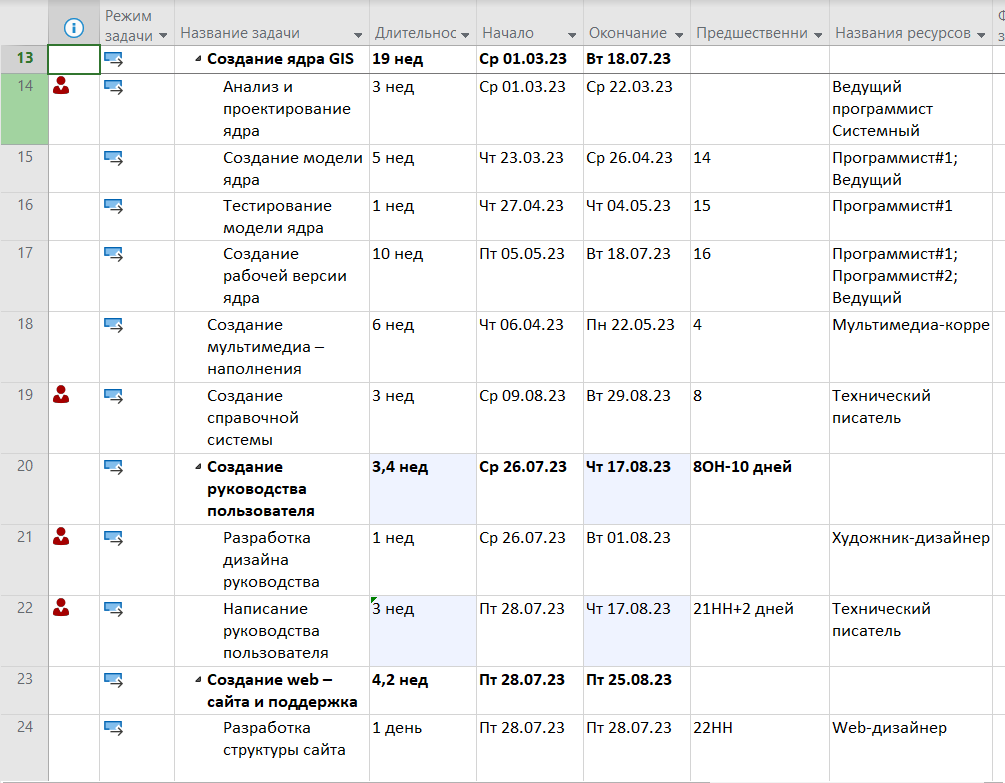 Режим задачи Название задачи Длительнос Начало Окончание Предшественни Названия ресурсов
13 Создание ядра GIS 19 нед Ср 01.03.23 Вт 18.07.23
14 Анализ и 3 нед Ср 01.03.23 Ср 22.03.23 Ведущий
проектирование программист
ядра Системный
15 Создание модели 5 нед Чт 23.03.23 Ср 26.04.23 14 Программист#1;
ядра Ведущий
16 Тестирование 1 нед Чт 27.04.23 Чт 04.05.23 15 Программист#1
модели ядра
17 Создание 10 нед Пт 05.05.23 Вт 18.07.23 16 Программист#1;
рабочей версии Программист#2;
ядра Ведущий
18 Создание 6 нед Чт 06.04.23 Пн 22.05.23 4 Мультимедиа-корре
мультимедиа –
наполнения
19 Создание 3 нед Ср 09.08.23 Вт 29.08.23 8 Технический
справочной писатель
системы
20 Создание 3,4 нед Ср 26.07.23 Чт 17.08.23 8ОН-10 дней
руководства
пользователя
21 Разработка 1 нед Ср 26.07.23 Вт 01.08.23 Художник-дизайнер
дизайна
руководства
22 Написание 3 нед Пт 28.07.23 Чт 17.08.23 21НН+2 дней Технический
руководства писатель
пользователя
23 Создание web – 4,2 нед Пт 28.07.23 Пт 25.08.23
сайта и поддержка
24 Разработка 1 день Пт 28.07.23 Пт 28.07.23 22НН Web-дизайнер
структуры сайта